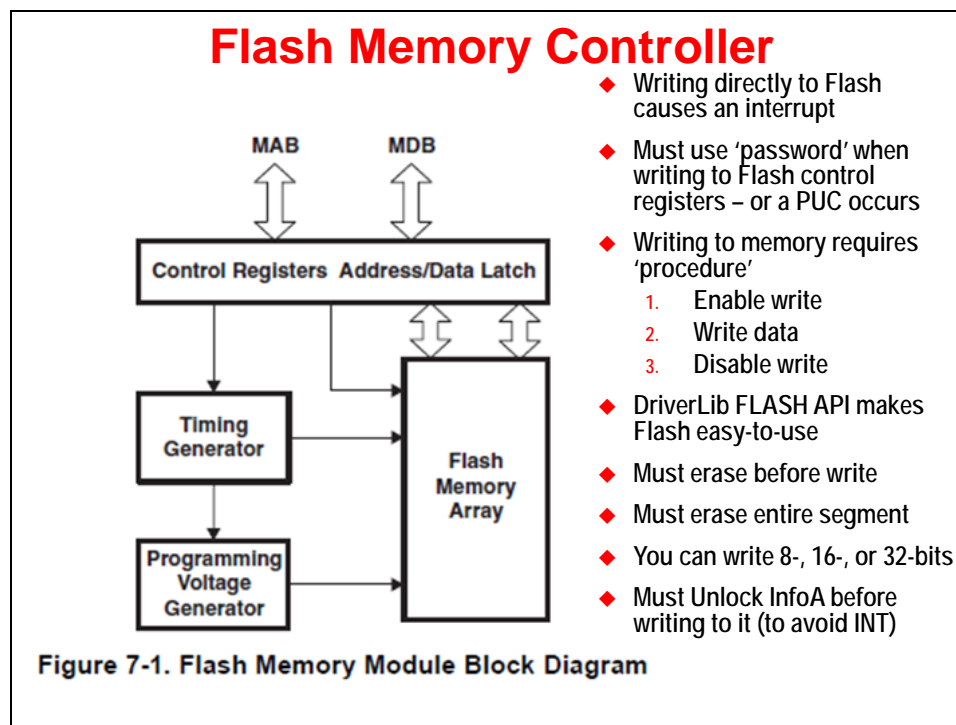 Flash Memory Controller
MAB
MDB
Control Registers Address/Data Latch
Timing
Generator
Flash
Memory
Array
Programming
Voltage
Generator
Figure 7-1. Flash Memory Module Block Diagram
◆ Writing directly to Flash
causes an interrupt
◆ Must use ‘password’ when
writing to Flash control
registers – or a PUC occurs
◆ Writing to memory requires
‘procedure’
1. Enable write
2. Write data
3. Disable write
◆ DriverLib FLASH API makes
Flash easy-to-use
◆ Must erase before write
◆ Must erase entire segment
◆ You can write 8-, 16-, or 32-bits
◆ Must Unlock InfoA before
writing to it (to avoid INT)